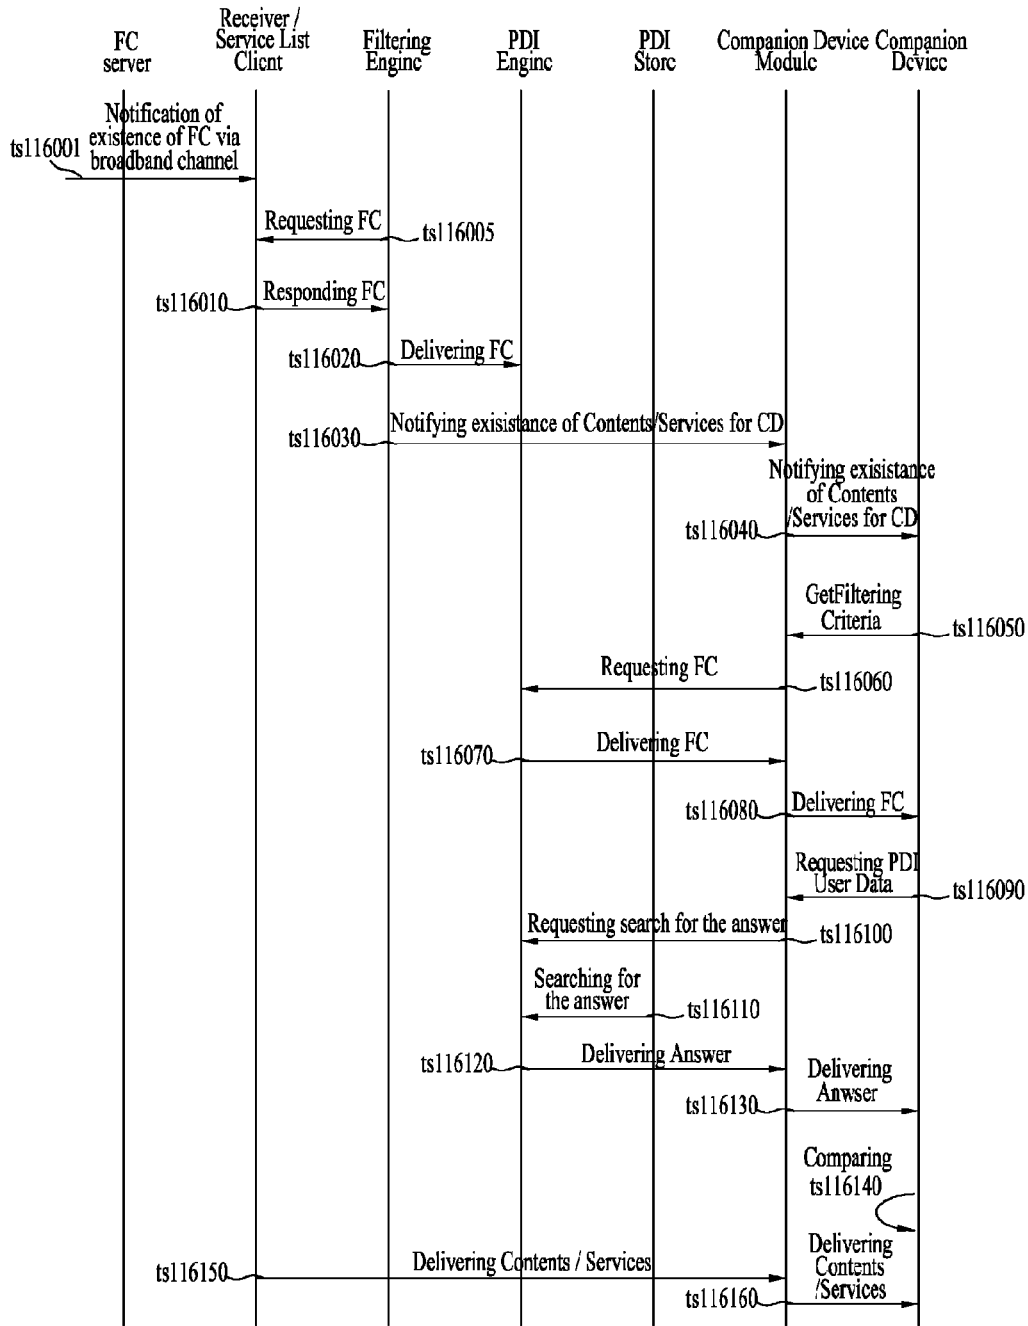 FC
server
Receiver /
Service List
Client
Filtering
Engine
PDI
Engine
PDI
Store
Companion Device
Module
Companion
Device
Notification of
existence of FC via
broadband channel
ts116001
Requesting FC
ts116005
ts116010
Responding FC
ts116020
Delivering FC
ts116030
Notifying exisistance of Contents/Services for CD
Notifying exisistance
of Contents
/Services for CD
ts116040
GetFiltering
Criteria
ts116050
Requesting FC
ts116060
ts116070
Delivering FC
ts116080
Delivering FC
Requesting PDI
User Data
ts116090
Requesting search for the answer
ts116100
Searching for
the answer
ts116110
ts116120
Delivering Answer
Delivering
Anwser
ts116130
Comparing
ts116140
ts116150
Delivering Contents / Services
Delivering
Contents
/Services
ts116160